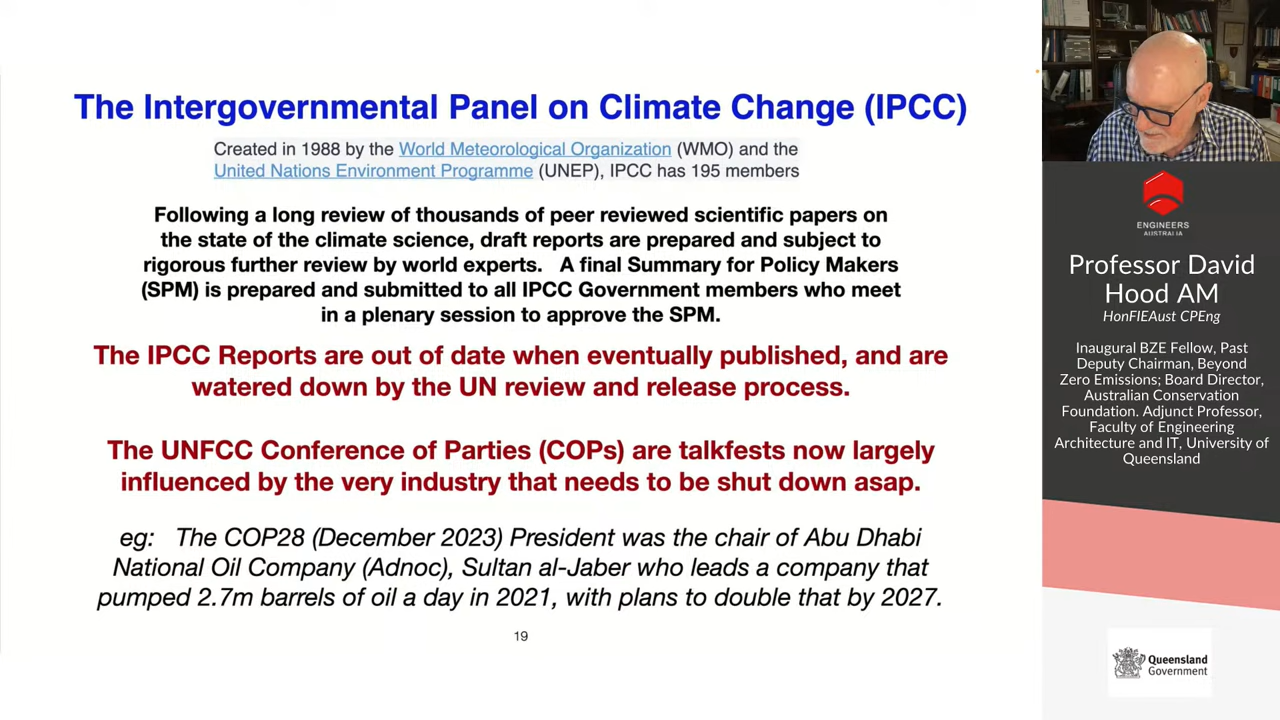 The Intergovernmental Panel on Climate Change (IPCC)
Created in 1988 by the World Meteorological Organization (WMO) and the
United Nations Environment Programme (UNEP), IPCC has 195 members
Following a long review of thousands of peer reviewed scientific papers on
the state of the climate science, draft reports are prepared and subject to
rigorous further review by world experts. A final Summary for Policy Makers
(SPM) is prepared and submitted to all IPCC Government members who meet
in a plenary session to approve the SPM.
The IPCC Reports are out of date when eventually published, and are
watered down by the UN review and release process.
The UNFCC Conference of Parties (COPs) are talkfests now largely
influenced by the very industry that needs to be shut down asap.
eg: The COP28 (December 2023) President was the chair of Abu Dhabi
National Oil Company (Adnoc), Sultan al-Jaber who leads a company that
pumped 2.7m barrels of oil a day in 2021, with plans to double that by 2027.
19
ENGINEERS
AUSTRALIA
Professor David
Hood AM
HonFIEAust CPEng
Inaugural BZE Fellow, Past
Deputy Chairman, Beyond
Zero Emissions; Board Director,
Australian Conservation
Foundation. Adjunct Professor,
Faculty of Engineering
Architecture and IT, University of
Queensland
Queensland
Government